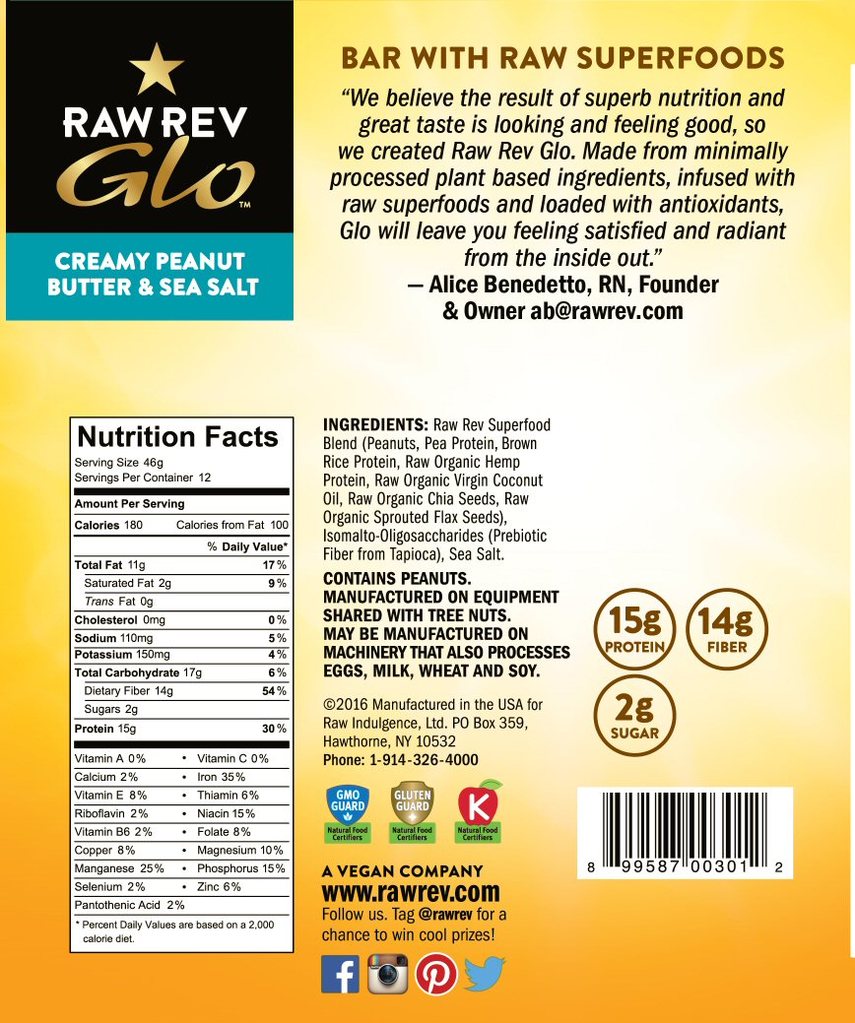 RAW REV
Glo™
CREAMY PEANUT
BUTTER & SEA SALT
BAR WITH RAW SUPERFOODS
“We believe the result of superb nutrition and
great taste is looking and feeling good, so
we created Raw Rev Glo. Made from minimally
processed plant based ingredients, infused with
raw superfoods and loaded with antioxidants,
Glo will leave you feeling satisfied and radiant
from the inside out.”
— Alice Benedetto, RN, Founder
& Owner ab@rawrev.com
Nutrition Facts
Serving Size 46g
Servings Per Container 12
Amount Per Serving
Calories 180 Calories from Fat 100
% Daily Value*
Total Fat 11g 17%
Saturated Fat 2g 9%
Trans Fat 0g
Cholesterol 0mg 0%
Sodium 110mg 5%
Potassium 150mg 4%
Total Carbohydrate 17g 6%
Dietary Fiber 14g 54%
Sugars 2g
Protein 15g 30%
Vitamin A 0% • Vitamin C 0%
Calcium 2% • Iron 35%
Vitamin E 8% • Thiamin 6%
Riboflavin 2% • Niacin 15%
Vitamin B6 2% • Folate 8%
Copper 8% • Magnesium 10%
Manganese 25% • Phosphorus 15%
Selenium 2% • Zinc 6%
Pantothenic Acid 2%
* Percent Daily Values are based on a 2,000
calorie diet.
INGREDIENTS: Raw Rev Superfood
Blend (Peanuts, Pea Protein, Brown
Rice Protein, Raw Organic Hemp
Protein, Raw Organic Virgin Coconut
Oil, Raw Organic Chia Seeds, Raw
Organic Sprouted Flax Seeds),
Isomalto-Oligosaccharides (Prebiotic
Fiber from Tapioca), Sea Salt.
CONTAINS PEANUTS.
MANUFACTURED ON EQUIPMENT
SHARED WITH TREE NUTS.
MAY BE MANUFACTURED ON
MACHINERY THAT ALSO PROCESSES
EGGS, MILK, WHEAT AND SOY.
©2016 Manufactured in the USA for
Raw Indulgence, Ltd. PO Box 359,
Hawthorne, NY 10532
Phone: 1-914-326-4000
GMO
GUARD
Natural Food
Certifiers
GLUTEN
GUARD
Natural Food
Certifiers
K
Natural Food
Certifiers
A VEGAN COMPANY
www.rawrev.com
Follow us. Tag @rawrev for a
chance to win cool prizes!
15g
PROTEIN
14g
FIBER
2g
SUGAR
8 99587 00301 2